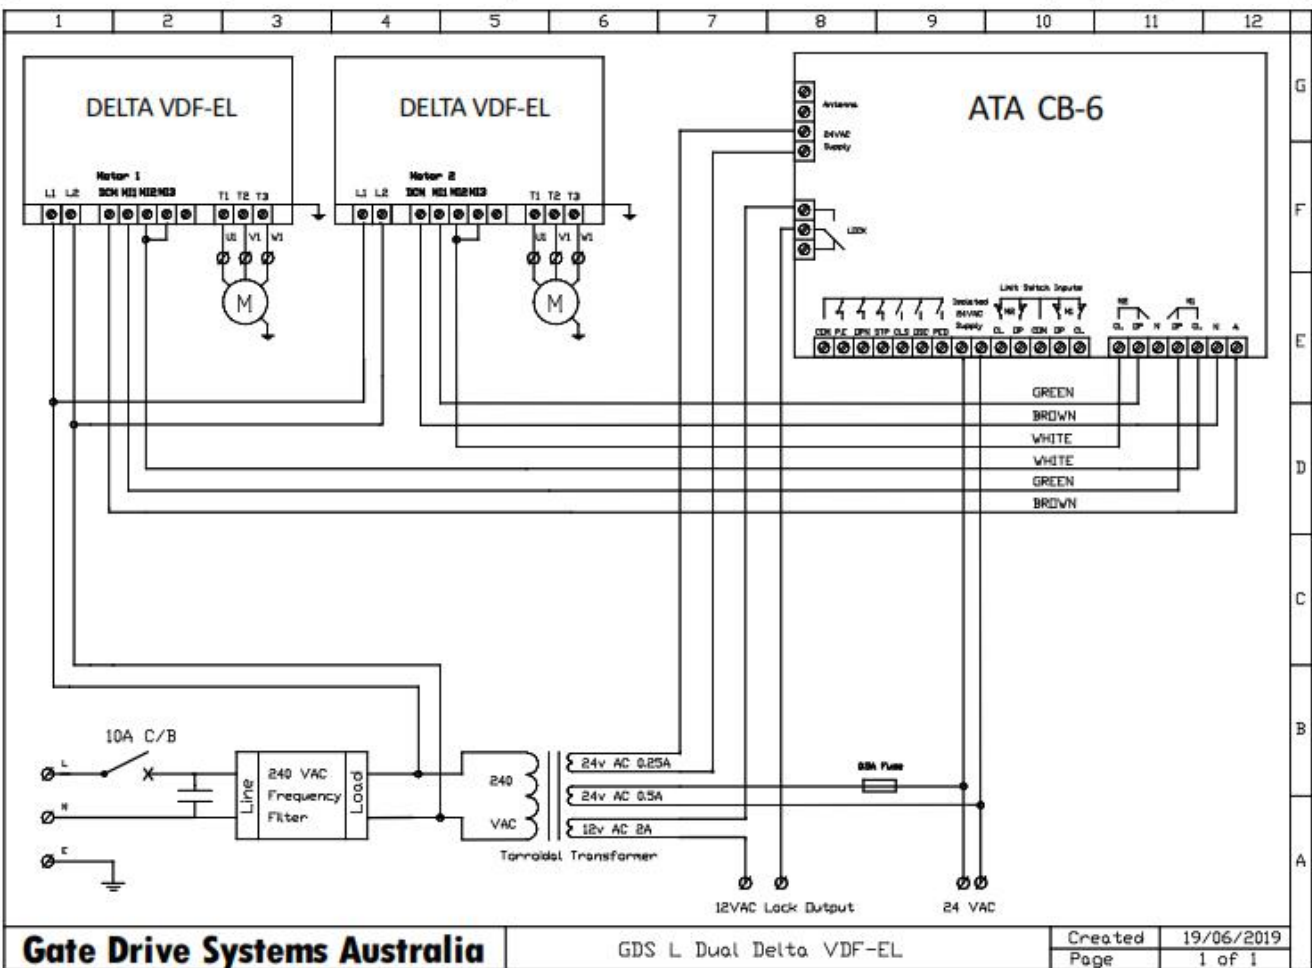 1 2 3 4 5 6 7 8 9 10 11 12
G
DELTA VDF-EL
DELTA VDF-EL
ATA CB-6
Antenna
24VAC
Supply
Motor 1
L1 L2 DCM MI1 MI2 MI3 T1 T2 T3
Motor 2
L1 L2 DCM MI1 MI2 MI3 T1 T2 T3
F
U1 V1 W1
U1 V1 W1
LOCK
M
M
Isolated
24VAC
Supply
Limit Switch Inputs
M2 M1
M2 M1
COM P.E OPN STP CLS OSC PED
CL OP COM OP CL
CL OP N OP CL N A
E
GREEN
BROWN
WHITE
WHITE
D
GREEN
BROWN
C
B
10A C/B
L
N
E
Line
240 VAC
Frequency
Filter
Load
240
VAC
24v AC 0.25A
24v AC 0.5A
12v AC 2A
Torroidal Transformer
Fuse
A
12VAC Lock Output
24 VAC
Gate Drive Systems Australia
GDS L Dual Delta VDF-EL
Created 19/06/2019
Page 1 of 1